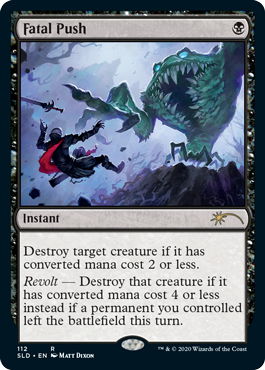 Fatal Push
Instant
Destroy target creature if it has
converted mana cost 2 or less.
Revolt — Destroy that creature if it
has converted mana cost 4 or less
instead if a permanent you controlled
left the battlefield this turn.
112 R
SLD • EN MATT DIXON
™ & © 2020 Wizards of the Coast